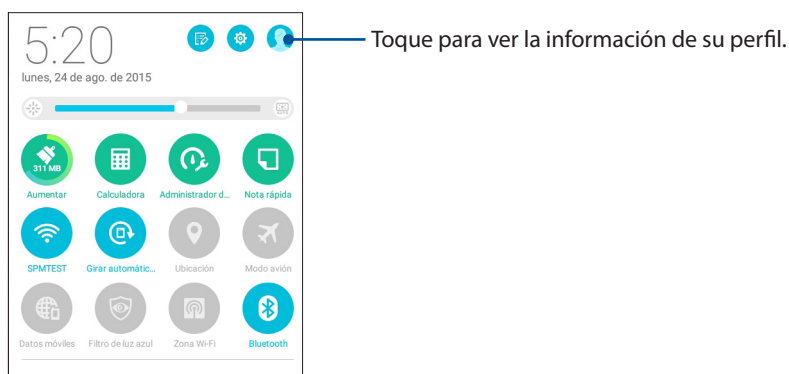 5:20
Toque para ver la información de su perfil.
lunes, 24 de ago. de 2015
AUTO
311 MB
Aumentar Calculadora Administrador d... Nota rápida
SPMTEST Girar automátic... Ubicación Modo avión
Datos móviles Filtro de luz azul Zona Wi-Fi Bluetooth